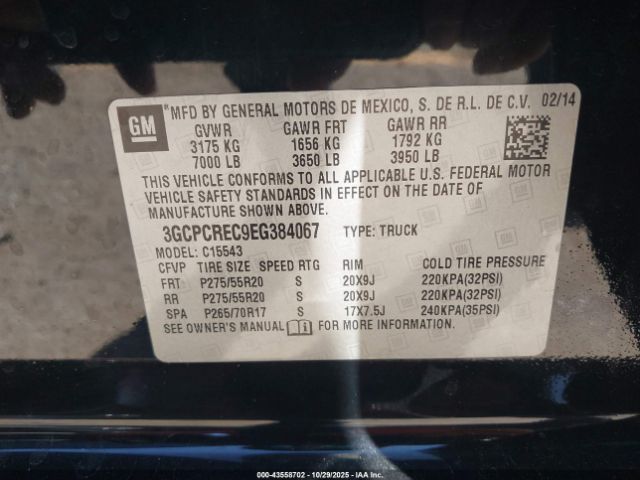 GM
*MFD BY GENERAL MOTORS DE MEXICO, S. DE R.L. DE C.V. 02/14
GVWR GAWR FRT GAWR RR
3175 KG 1656 KG 1792 KG
7000 LB 3650 LB 3950 LB
THIS VEHICLE CONFORMS TO ALL APPLICABLE U.S. FEDERAL MOTOR
VEHICLE SAFETY STANDARDS IN EFFECT ON THE DATE OF
MANUFACTURE SHOWN ABOVE.
3GCPCREC9EG384067 TYPE: TRUCK
MODEL: C15543
CFVP TIRE SIZE SPEED RTG RIM COLD TIRE PRESSURE
FRT P275/55R20 S 20X9J 220KPA(32PSI)
RR P275/55R20 S 20X9J 220KPA(32PSI)
SPA P265/70R17 S 17X7.5J 240KPA(35PSI)
SEE OWNER'S MANUAL FOR MORE INFORMATION.
000-43558702 | 10/29/2025 | IAA, Inc.